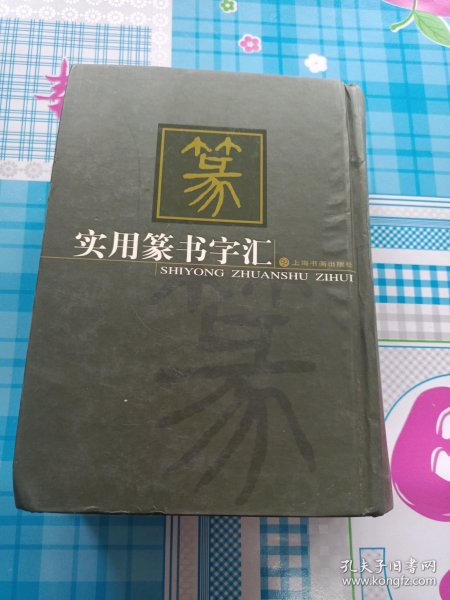 篆
实用篆书字汇
上海书画出版社
SHIYONG ZHUANSHU ZIHUI
篆
孔夫子旧书网
www.kongfz.com